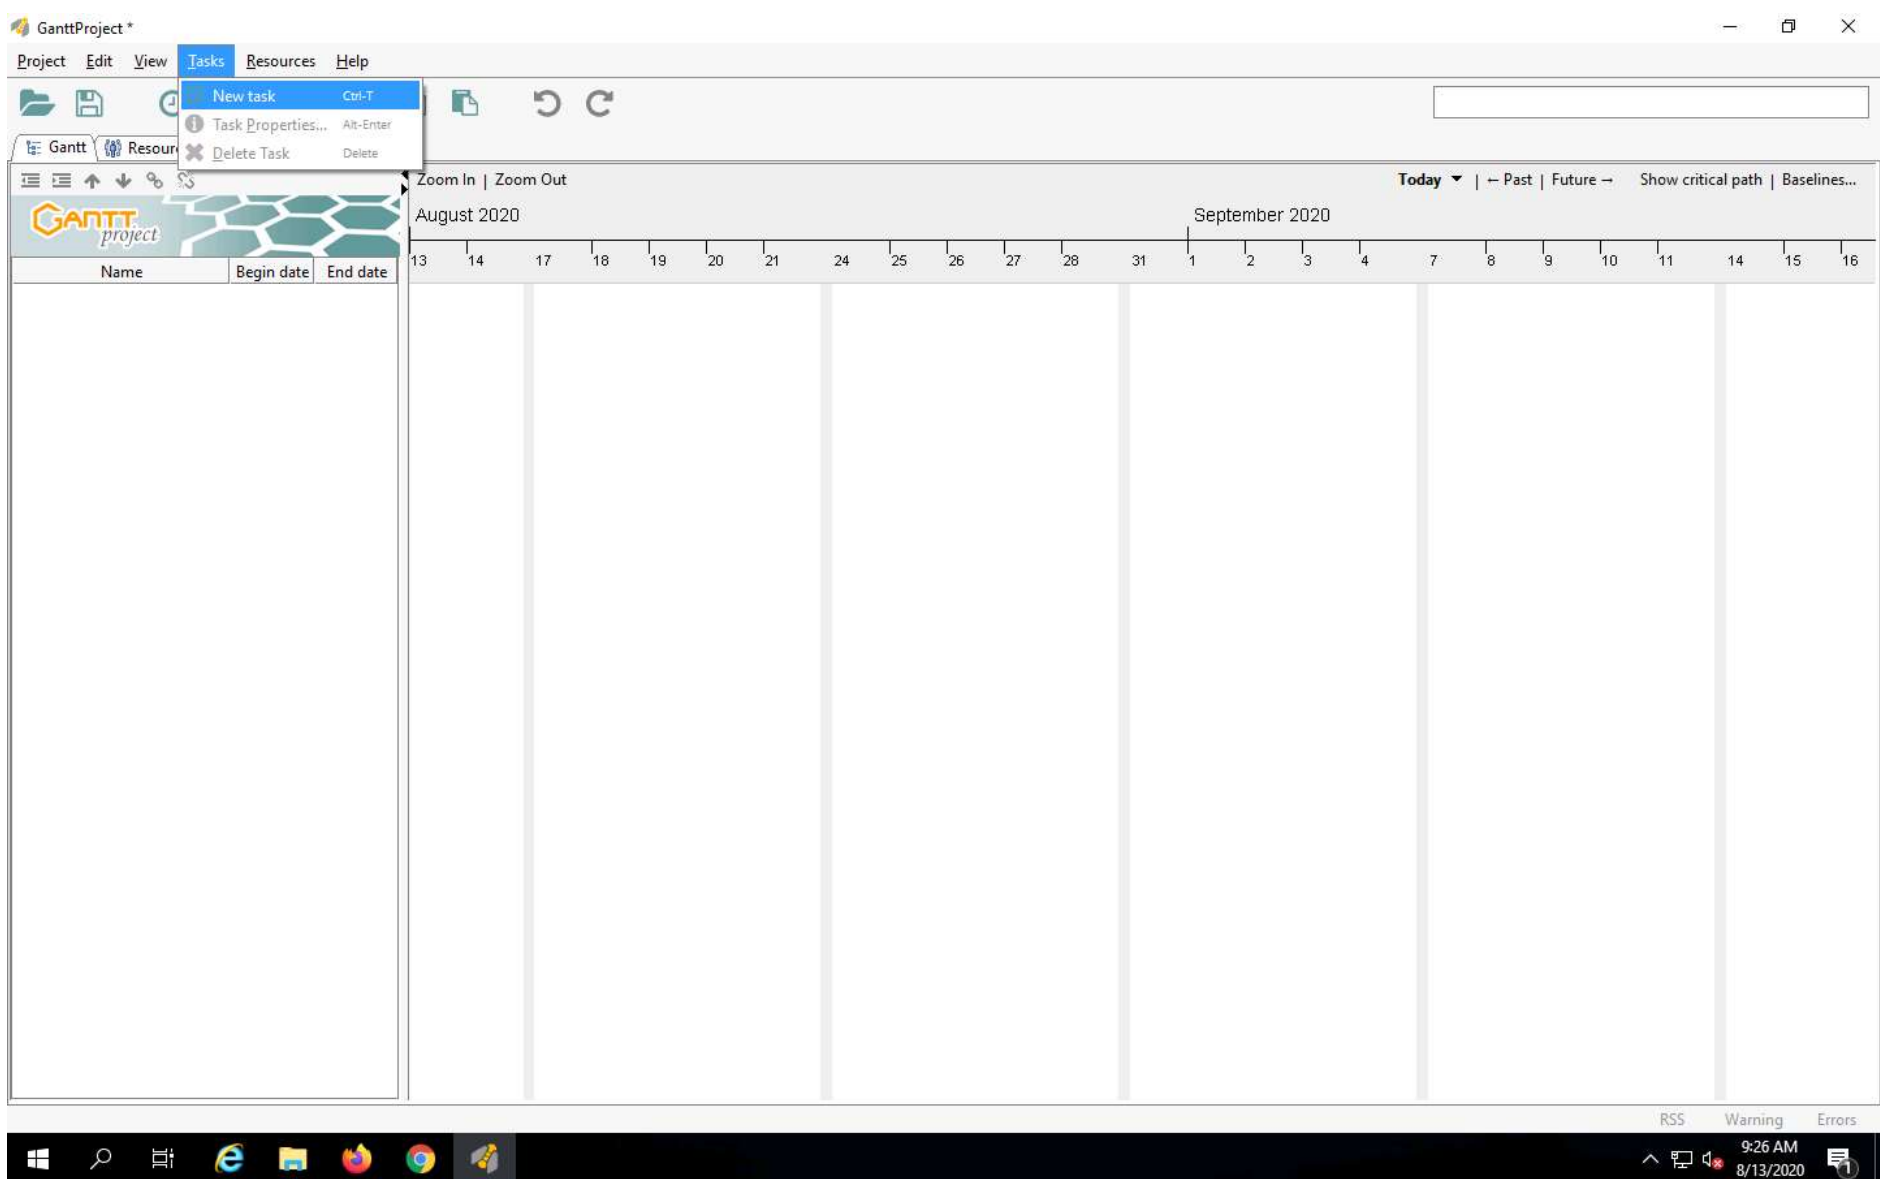 GanttProject *
Project Edit View Tasks Resources Help
New task Ctrl-T
Task Properties... Alt-Enter
Delete Task Delete
Gantt Resour
Zoom In | Zoom Out Today | ← Past | Future → Show critical path | Baselines...
GANTT project
August 2020 September 2020
Name Begin date End date
13 14 17 18 19 20 21 24 25 26 27 28 31 1 2 3 4 7 8 9 10 11 14 15 16
RSS Warning Errors
9:26 AM
8/13/2020
1